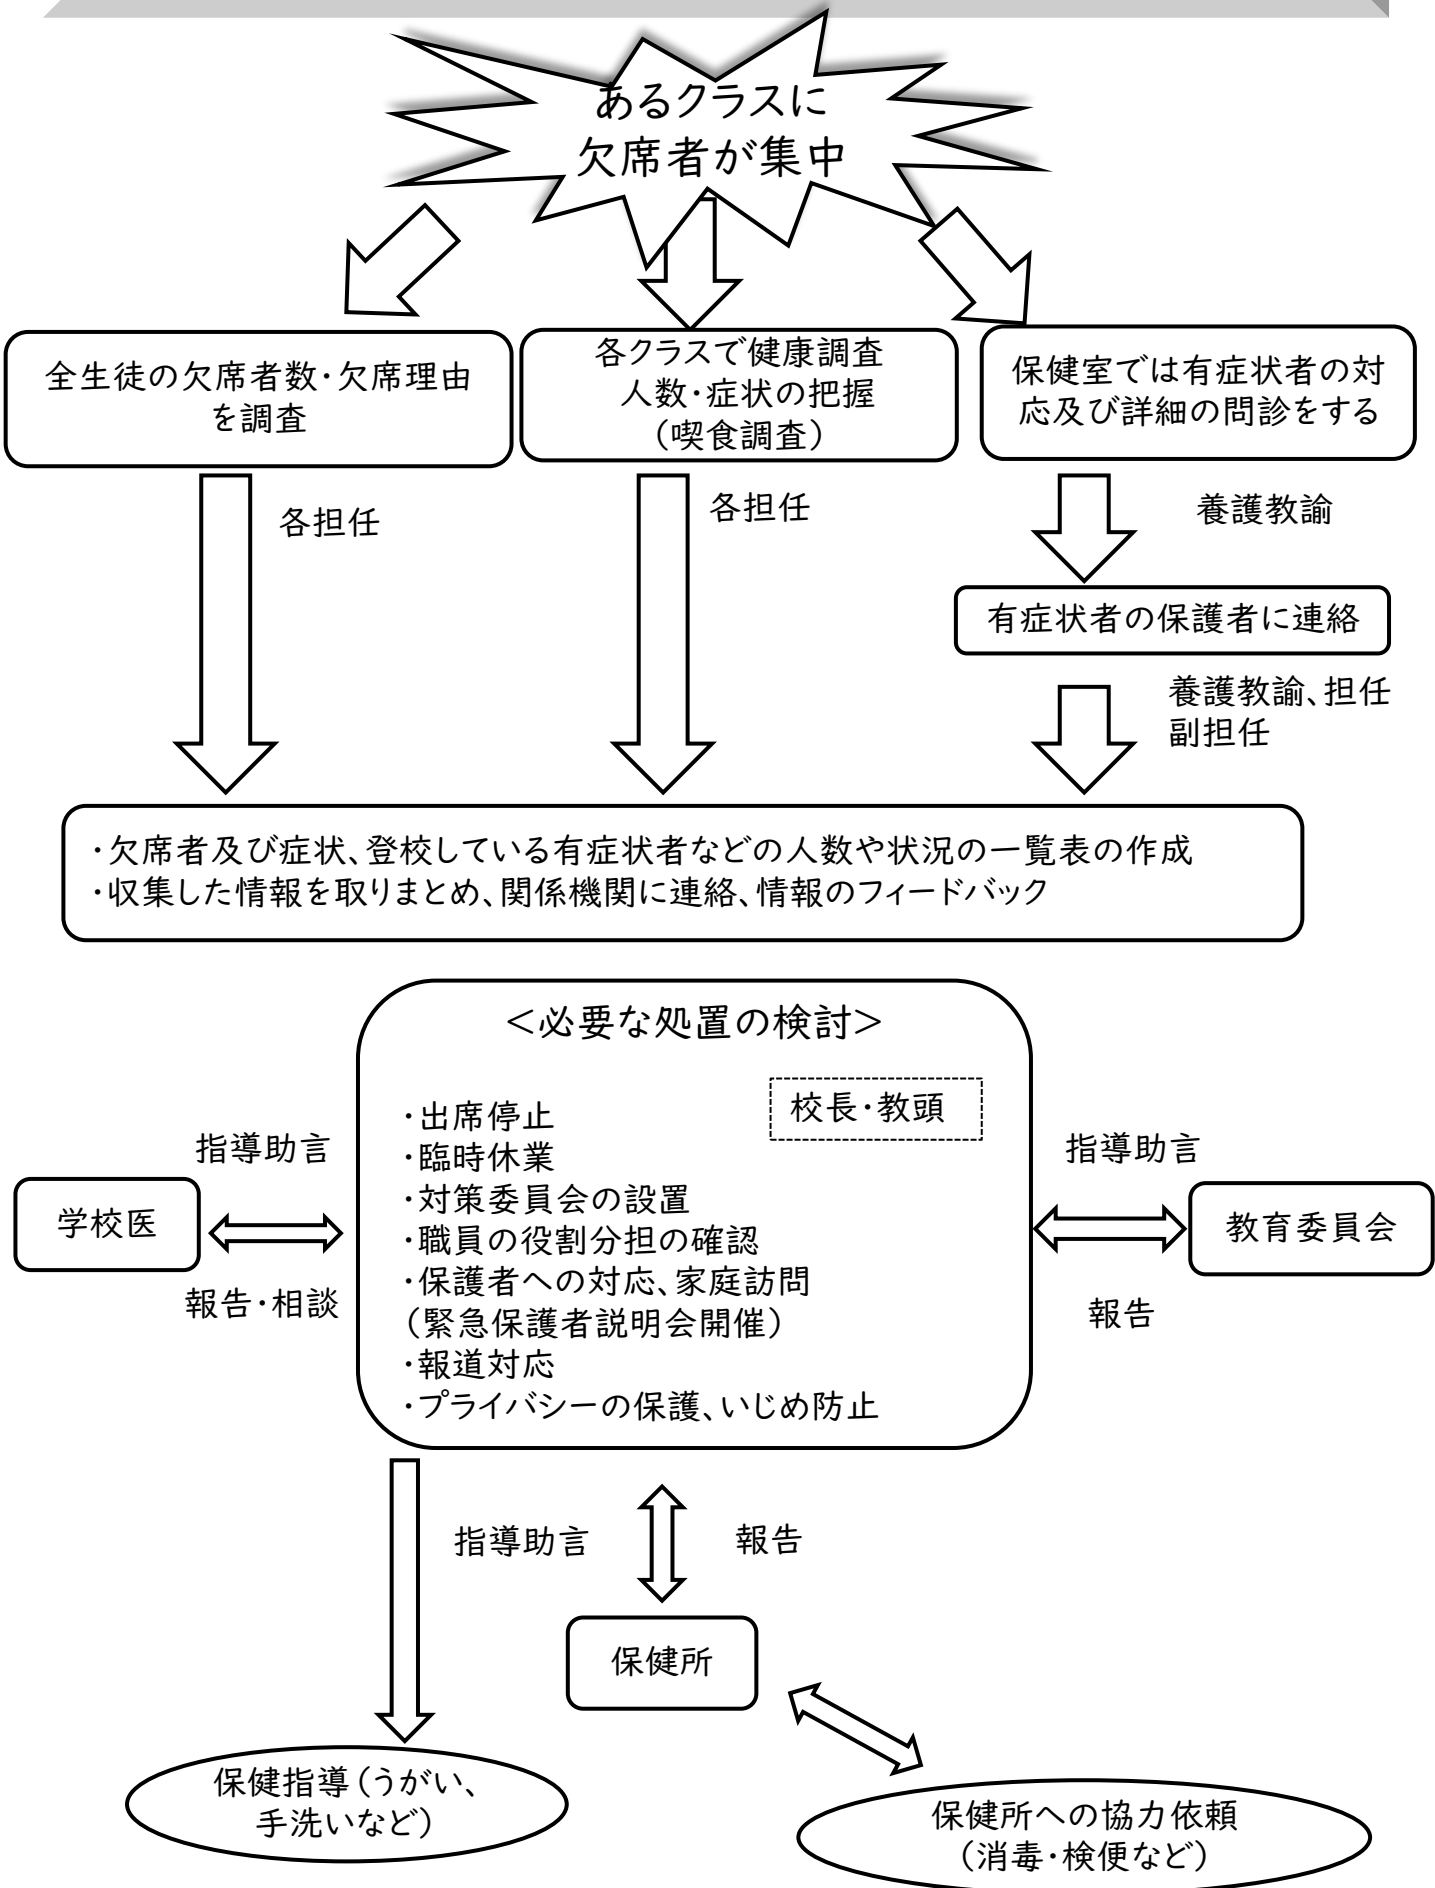 あるクラスに
欠席者が集中
全生徒の欠席者数・欠席理由
を調査
各クラスで健康調査
人数・症状の把握
（喫食調査）
保健室では有症状者の対
応及び詳細の問診をする
各担任
各担任
養護教諭
有症状者の保護者に連絡
養護教諭、担任
副担任
・欠席者及び症状、登校している有症状者などの人数や状況の一覧表の作成
・収集した情報を取りまとめ、関係機関に連絡、情報のフィードバック
＜必要な処置の検討＞
校長・教頭
・出席停止
・臨時休業
・対策委員会の設置
・職員の役割分担の確認
・保護者への対応、家庭訪問
（緊急保護者説明会開催）
・報道対応
・プライバシーの保護、いじめ防止
指導助言
学校医
報告・相談
指導助言
教育委員会
報告
指導助言
報告
保健所
保健指導（うがい、
手洗いなど）
保健所への協力依頼
（消毒・検便など）